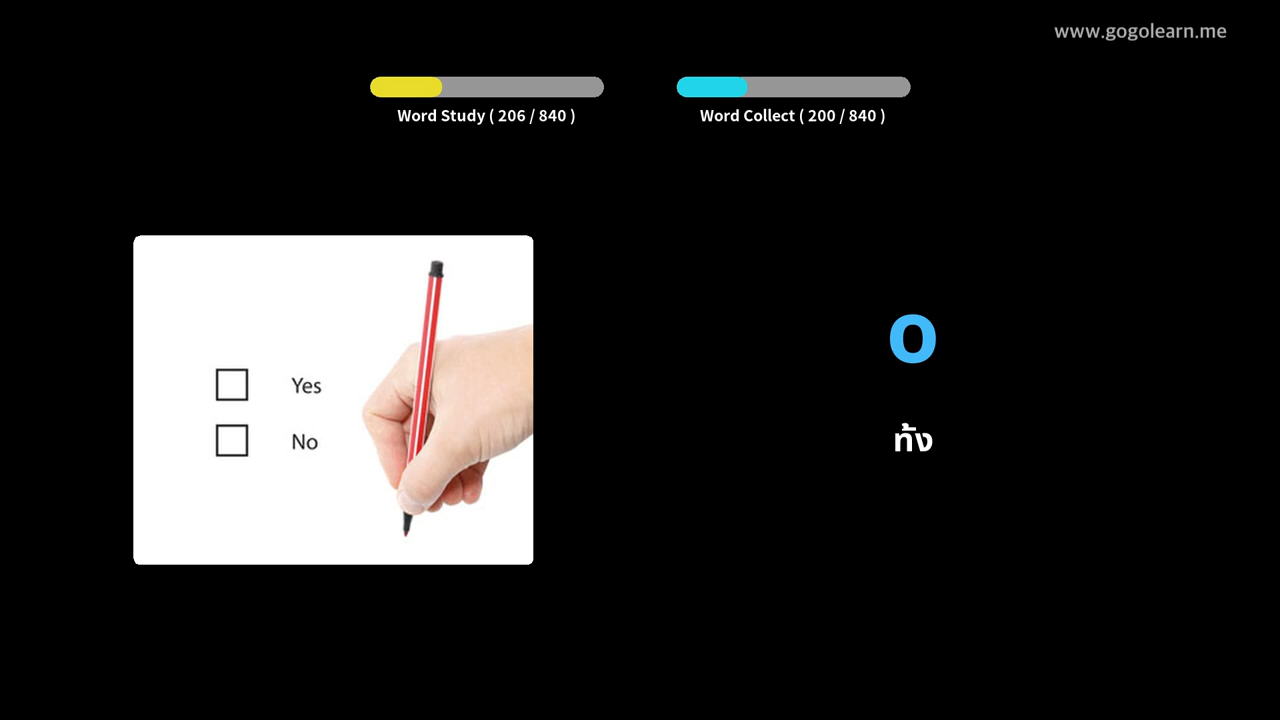 www.gogolearn.me
Word Study ( 206 / 840 )
Word Collect ( 200 / 840 )
Yes
No
o
ทั้ง